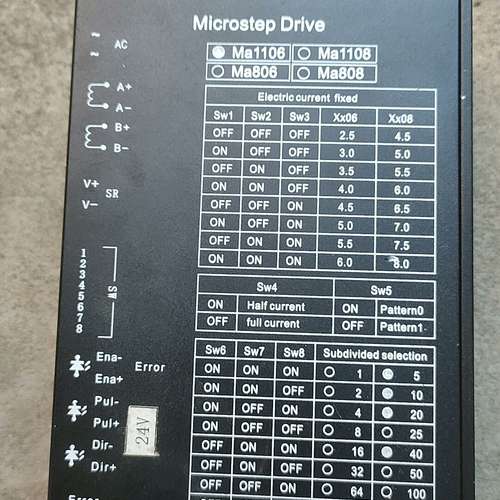 Microstep Drive
~ AC
~
Ma1106 Ma1108
Ma806 Ma808
Electric current fixed
Sw1 Sw2 Sw3 Xx06 Xx08
OFF OFF OFF 2.5 4.5
ON OFF OFF 3.0 5.0
OFF ON OFF 3.5 5.5
ON ON OFF 4.0 6.0
OFF OFF ON 4.5 6.5
ON OFF ON 5.0 7.0
OFF ON ON 5.5 7.5
ON ON ON 6.0 8.0
Sw4 Sw5
ON Half current ON Pattern0
OFF full current OFF Pattern1
Sw6 Sw7 Sw8 Subdivided selection
ON ON ON 1 5
ON ON OFF 2 10
ON OFF ON 4 20
ON OFF OFF 8 25
OFF ON ON 16 40
OFF ON OFF 32 50
OFF OFF ON 64 100
A+
A-
B+
B-
V+ SR
V-
1
2
3
4
5
6
7
8
SW
Ena- Error
Ena+
Pul-
Pul+
24V
Dir-
Dir+
Error